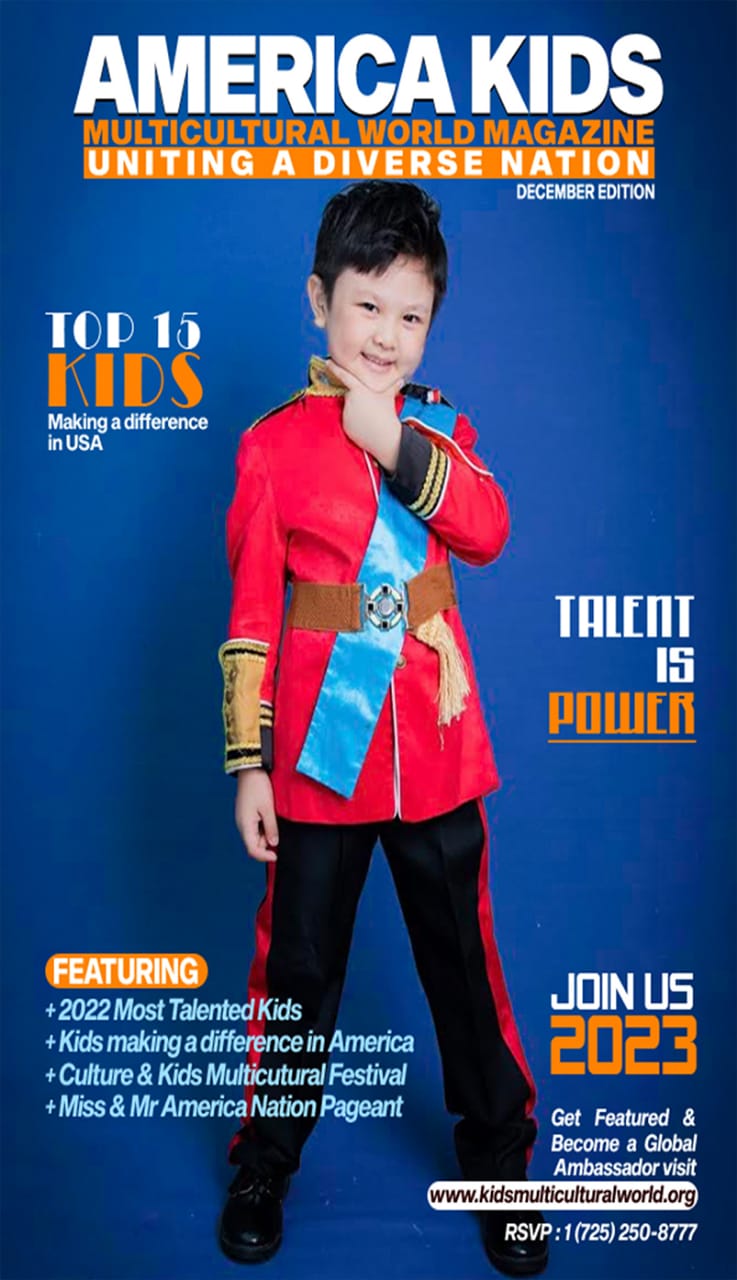 AMERICA KIDS
MULTICULTURAL WORLD MAGAZINE
UNITING A DIVERSE NATION
DECEMBER EDITION
TOP 15
KIDS
Making a difference
in USA
TALENT
IS
POWER
FEATURING
+ 2022 Most Talented Kids
+ Kids making a difference in America
+ Culture & Kids Multicutural Festival
+ Miss & Mr America Nation Pageant
JOIN US
2023
Get Featured &
Become a Global
Ambassador visit
www.kidsmulticulturalworld.org
RSVP : 1 (725) 250-8777